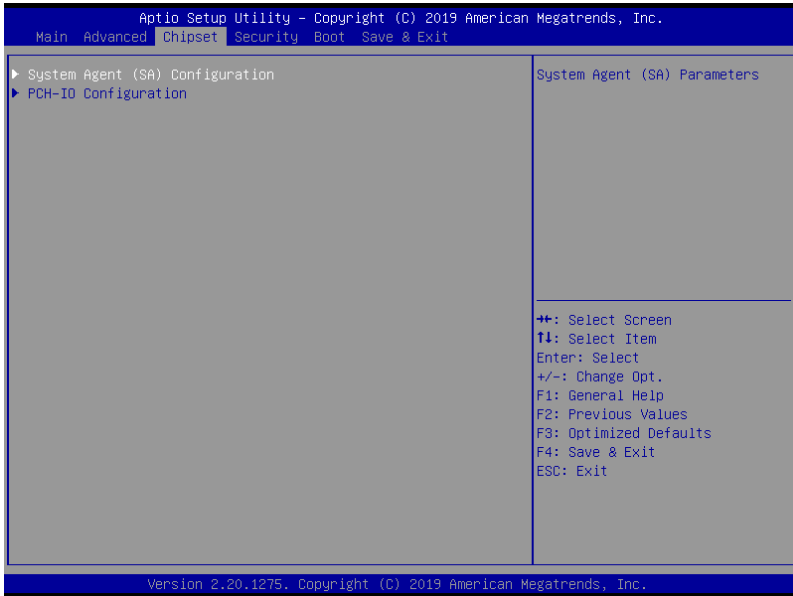 Aptio Setup Utility – Copyright (C) 2019 American Megatrends, Inc.
Main Advanced Chipset Security Boot Save & Exit
▶ System Agent (SA) Configuration
▶ PCH-IO Configuration
System Agent (SA) Parameters
→←: Select Screen
↑↓: Select Item
Enter: Select
+/-: Change Opt.
F1: General Help
F2: Previous Values
F3: Optimized Defaults
F4: Save & Exit
ESC: Exit
Version 2.20.1275. Copyright (C) 2019 American Megatrends, Inc.